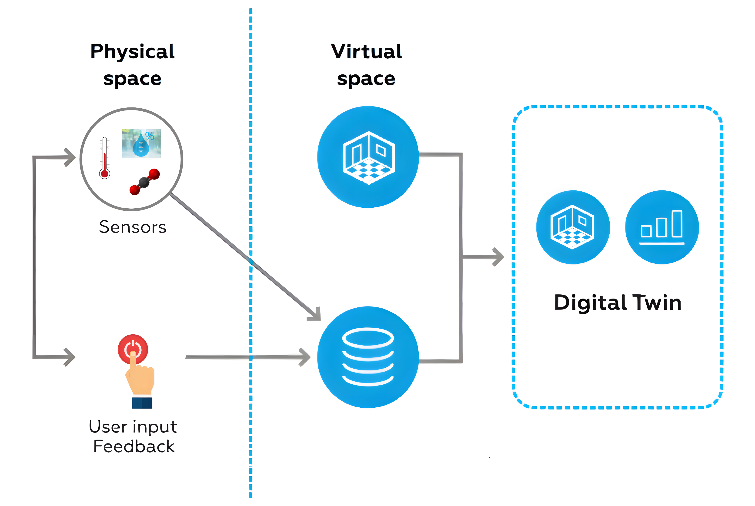 Physical
space
Virtual
space
Sensors
Digital Twin
User input
Feedback